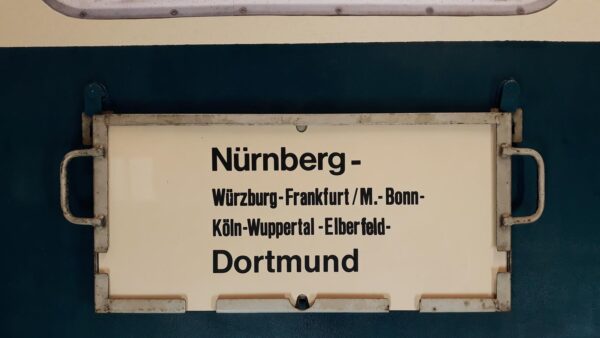 Nürnberg-
Würzburg-Frankfurt/M.-Bonn-
Köln-Wuppertal-Elberfeld-
Dortmund